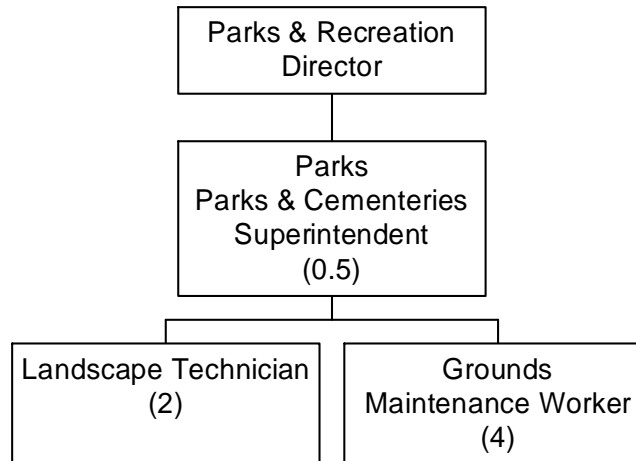 Parks & Recreation
Director
Parks
Parks & Cementeries
Superintendent
(0.5)
Landscape Technician
(2)
Grounds
Maintenance Worker
(4)